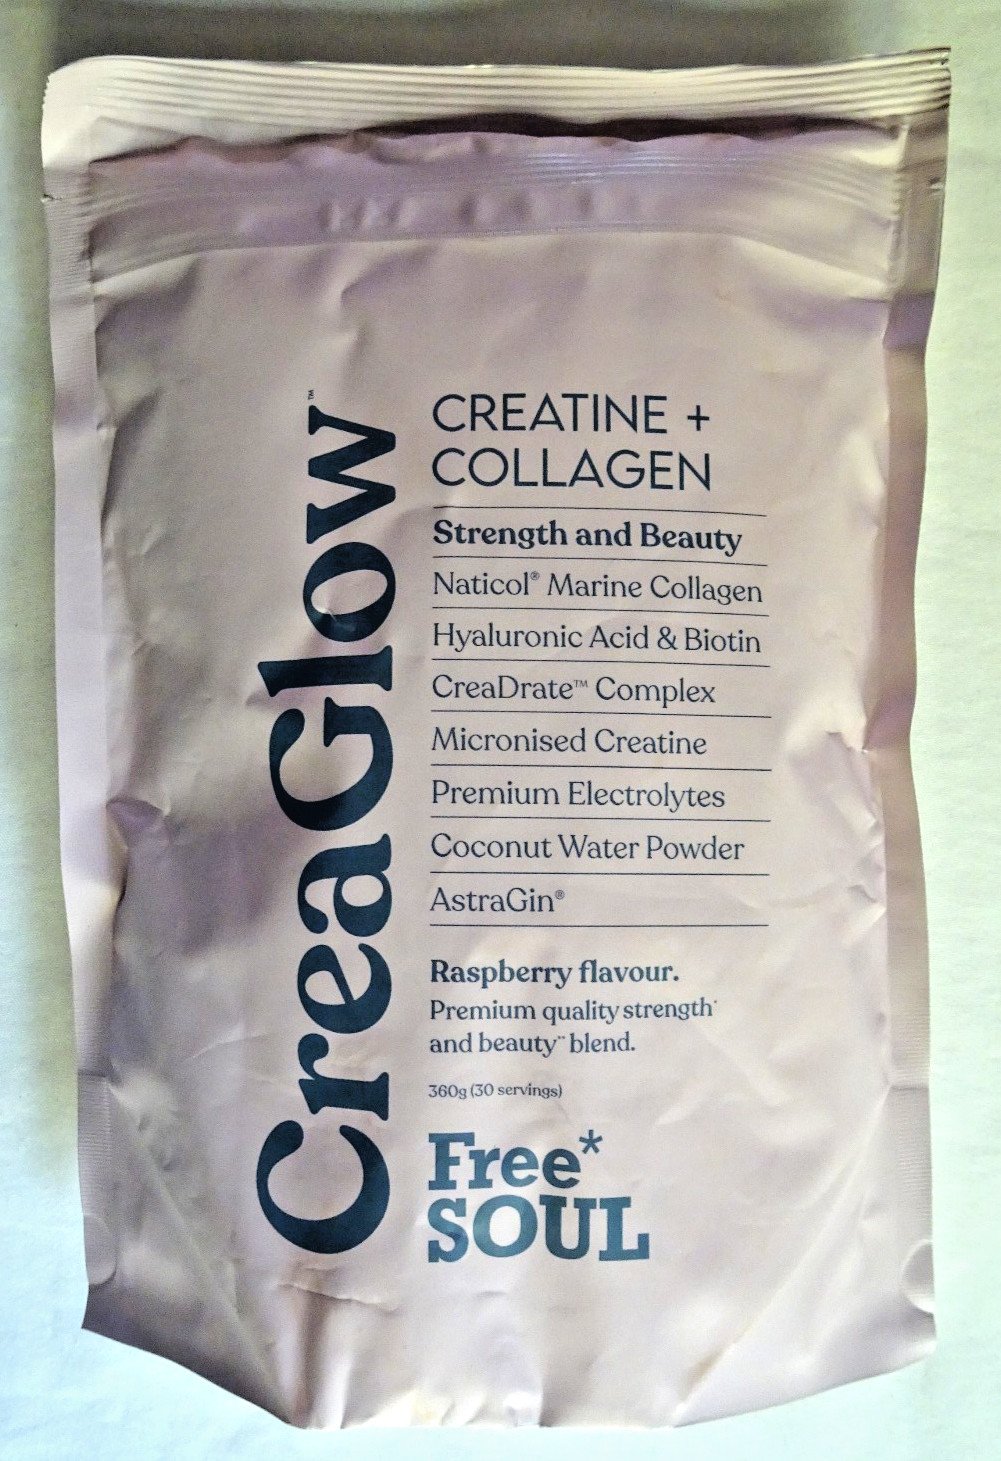 CreaGlow™
CREATINE +
COLLAGEN
Strength and Beauty
Naticol® Marine Collagen
Hyaluronic Acid & Biotin
CreaDrate™ Complex
Micronised Creatine
Premium Electrolytes
Coconut Water Powder
AstraGin®
Raspberry flavour.
Premium quality strength*
and beauty** blend.
360g (30 servings)
Free*
SOUL